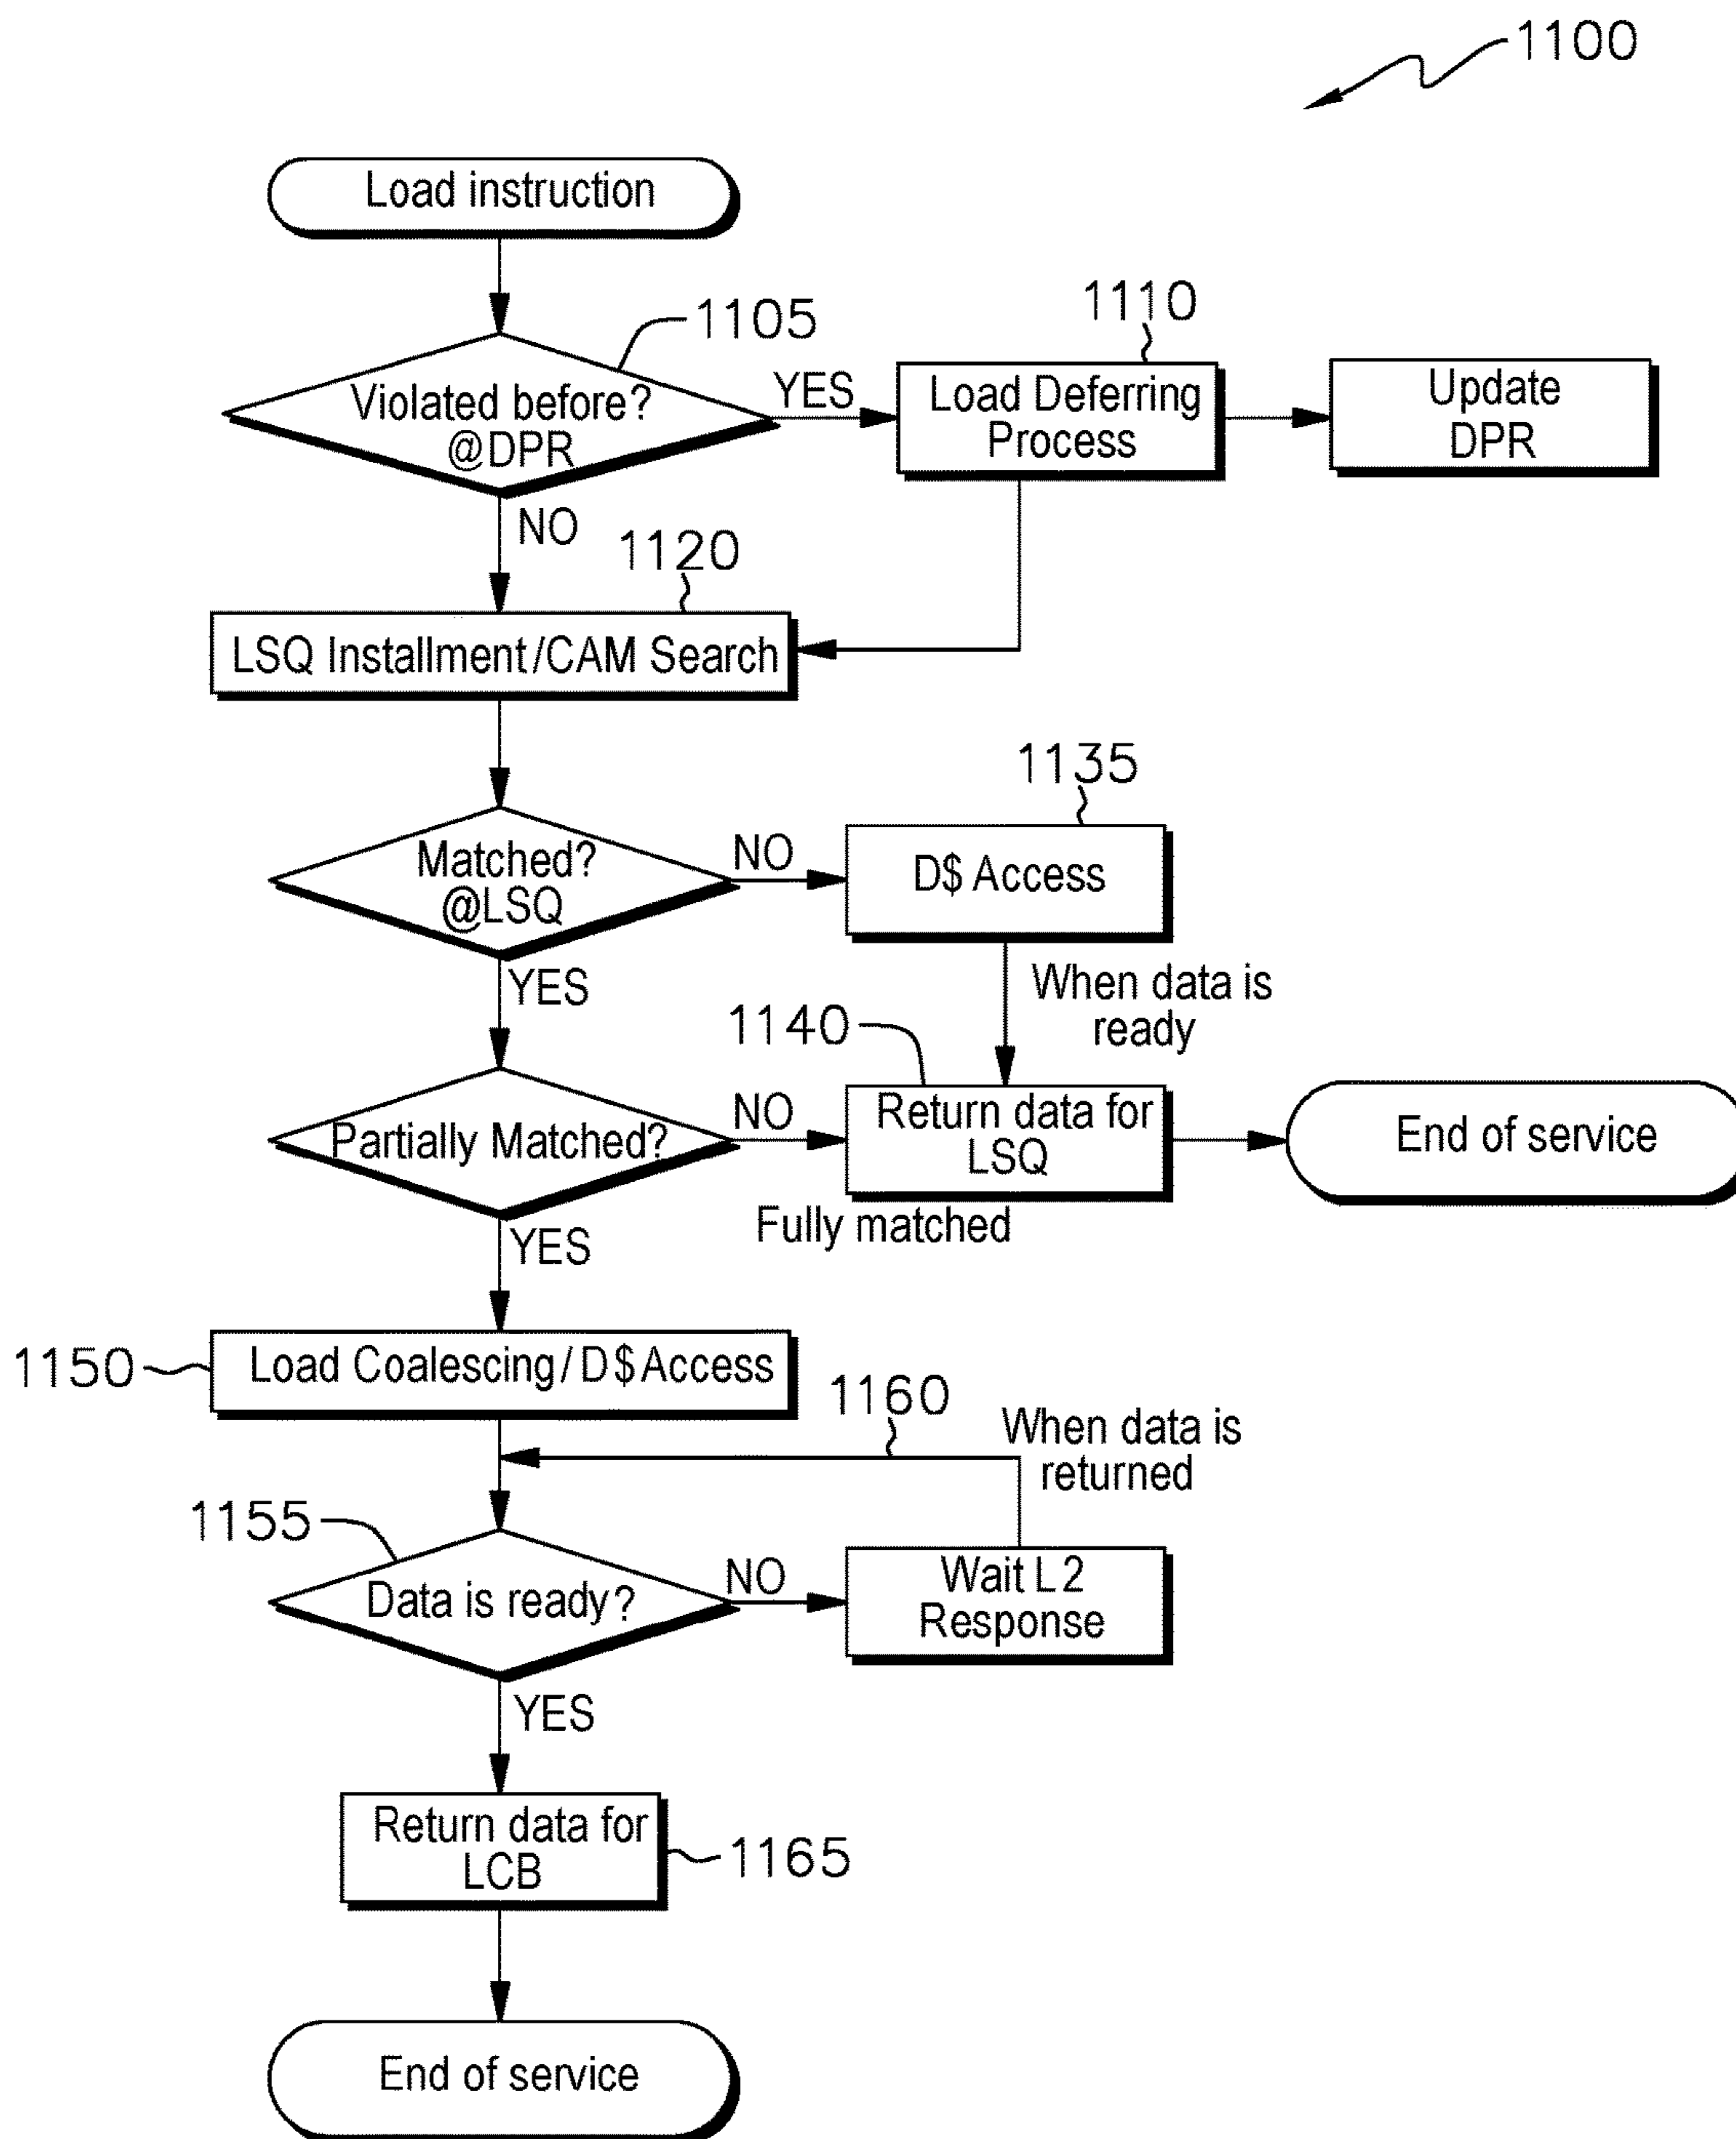 1100
Load instruction
1105
1110
Violated before?
@DPR
YES
Load Deferring
Process
Update
DPR
NO
1120
LSQ Installment/CAM Search
1135
Matched?
@LSQ
NO
D$ Access
YES
When data is
ready
1140
Partially Matched?
NO
Return data for
LSQ
End of service
Fully matched
YES
1150
Load Coalescing/D$Access
1160
When data is
returned
1155
Data is ready?
NO
Wait L2
Response
YES
Return data for
LCB
1165
End of service